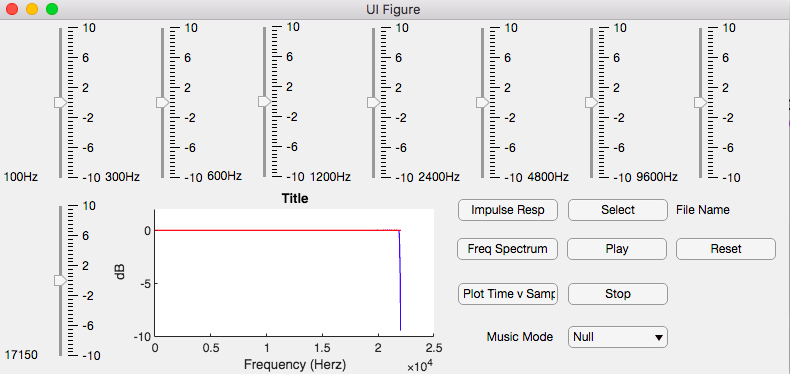 UI Figure
10 10 10 10 10 10 10
6 6 6 6 6 6 6
2 2 2 2 2 2 2
-2 -2 -2 -2 -2 -2 -2
-6 -6 -6 -6 -6 -6 -6
100Hz -10 300Hz -10 600Hz -10 1200Hz -10 2400Hz -10 4800Hz -10 9600Hz -10
10
6
2
-2
-6
17150 -10
Title
0
-5
-10
dB
0 0.5 1 1.5 2 2.5
Frequency (Herz) ×10⁴
Impulse Resp Select File Name
Freq Spectrum Play Reset
Plot Time v Samp Stop
Music Mode Null